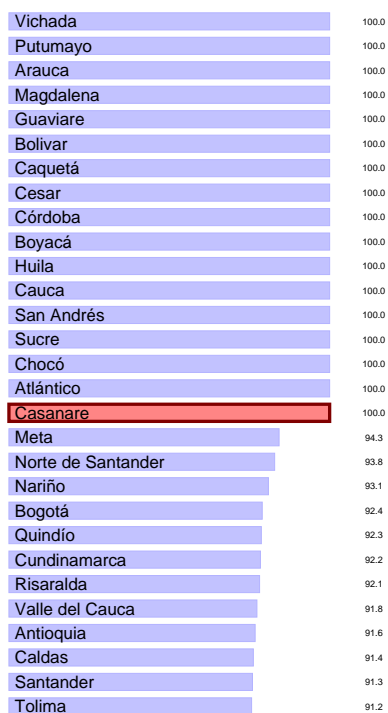 Vichada 100.0
Putumayo 100.0
Arauca 100.0
Magdalena 100.0
Guaviare 100.0
Bolivar 100.0
Caquetá 100.0
Cesar 100.0
Córdoba 100.0
Boyacá 100.0
Huila 100.0
Cauca 100.0
San Andrés 100.0
Sucre 100.0
Chocó 100.0
Atlántico 100.0
Casanare 100.0
Meta 94.3
Norte de Santander 93.8
Nariño 93.1
Bogotá 92.4
Quindío 92.3
Cundinamarca 92.2
Risaralda 92.1
Valle del Cauca 91.8
Antioquia 91.6
Caldas 91.4
Santander 91.3
Tolima 91.2